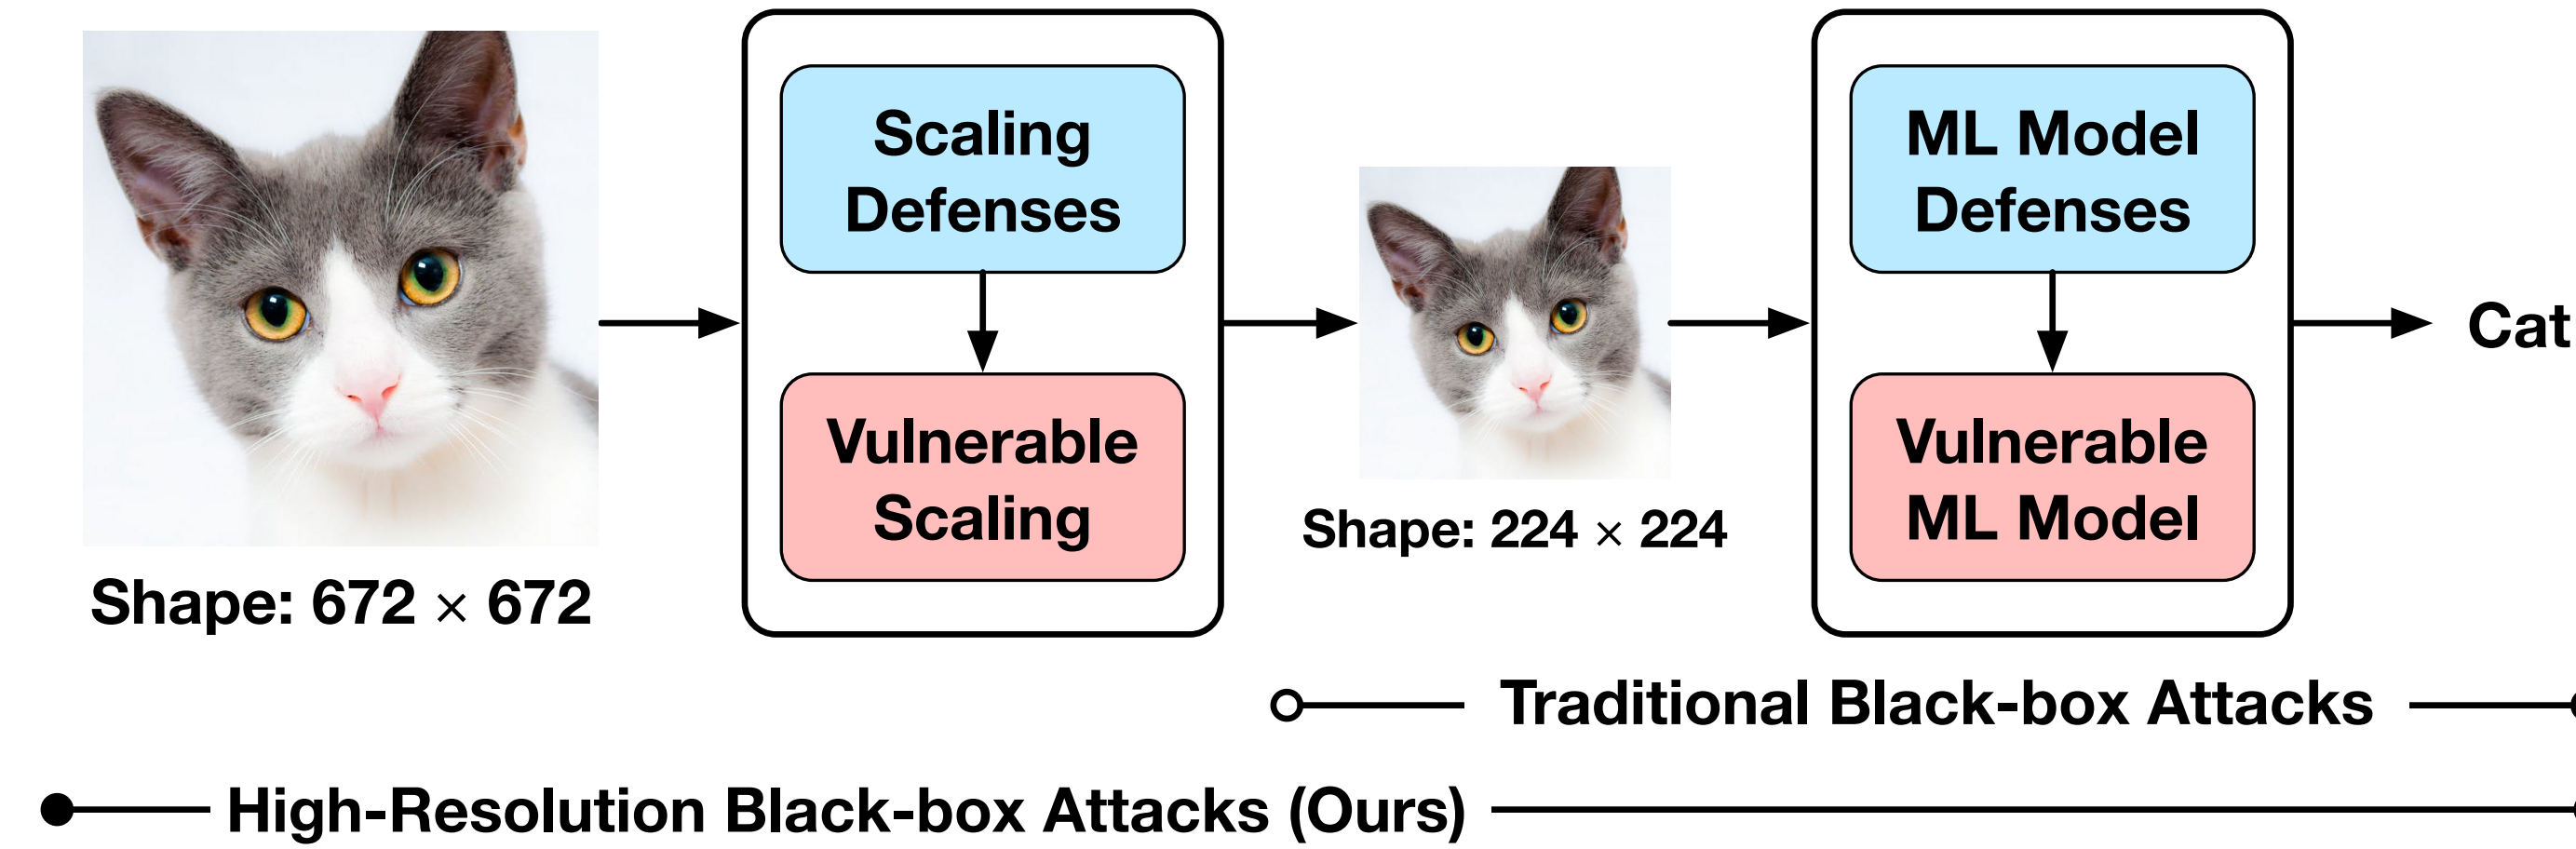 Scaling
Defenses
Vulnerable
Scaling
ML Model
Defenses
Vulnerable
ML Model
Cat
Shape: 672 × 672
Shape: 224 × 224
Traditional Black-box Attacks
High-Resolution Black-box Attacks (Ours)